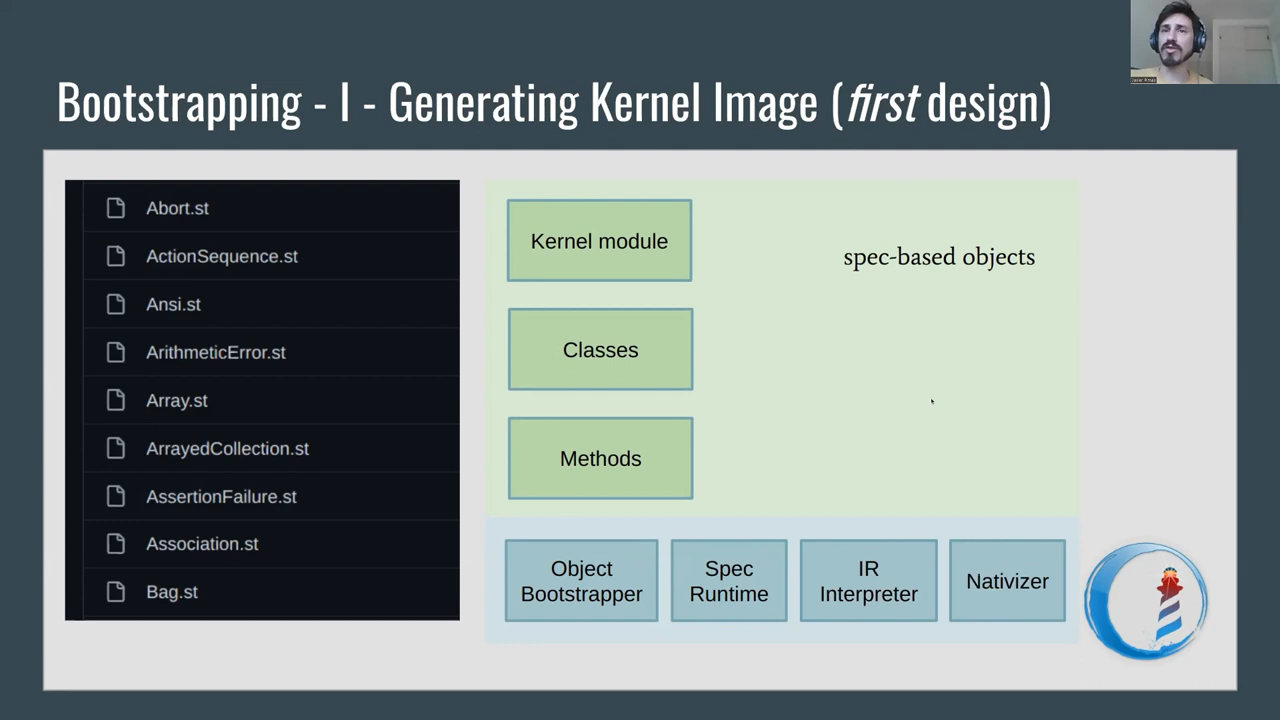 Bootstrapping - I - Generating Kernel Image (first design)
Abort.st
ActionSequence.st
Ansi.st
ArithmeticError.st
Array.st
ArrayedCollection.st
AssertionFailure.st
Association.st
Bag.st
Kernel module
spec-based objects
Classes
Methods
Object
Bootstrapper
Spec
Runtime
IR
Interpreter
Nativizer